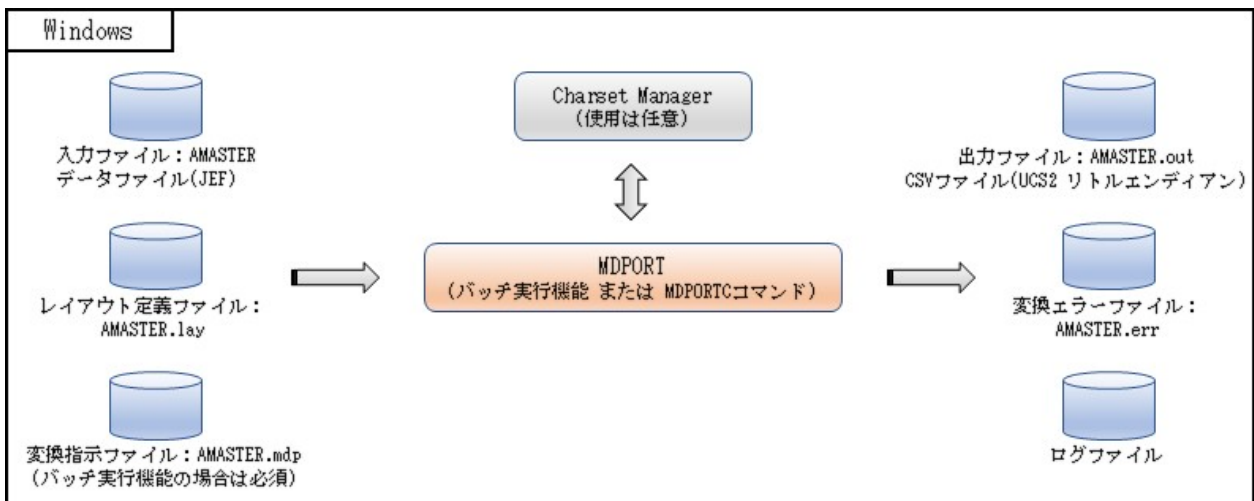 Windows
入力ファイル：AMASTER
データファイル(JEF)
レイアウト定義ファイル：
AMASTER.lay
変換指示ファイル：AMASTER.mdp
(バッチ実行機能の場合は必須)
Charset Manager
(使用は任意)
MDPORT
(バッチ実行機能 または MDPORTCコマンド)
出力ファイル：AMASTER.out
CSVファイル(UCS2 リトルエンディアン)
変換エラーファイル：
AMASTER.err
ログファイル